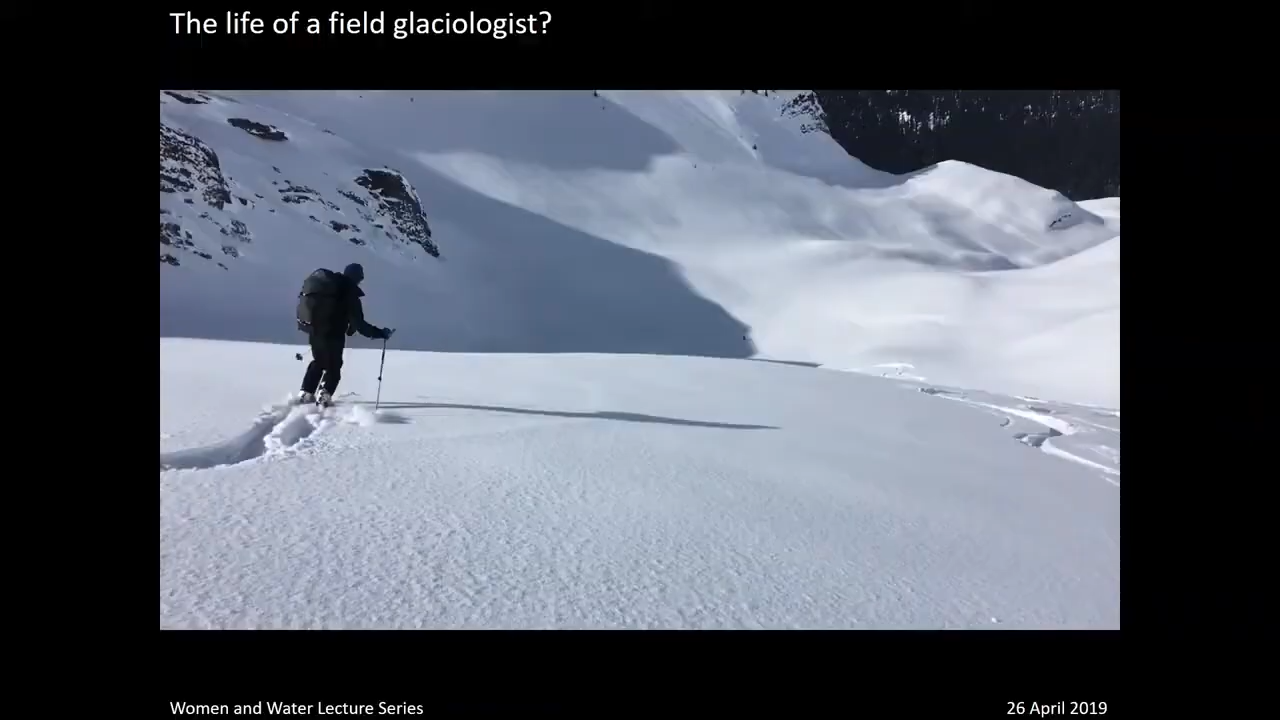 The life of a field glaciologist?
Women and Water Lecture Series
26 April 2019